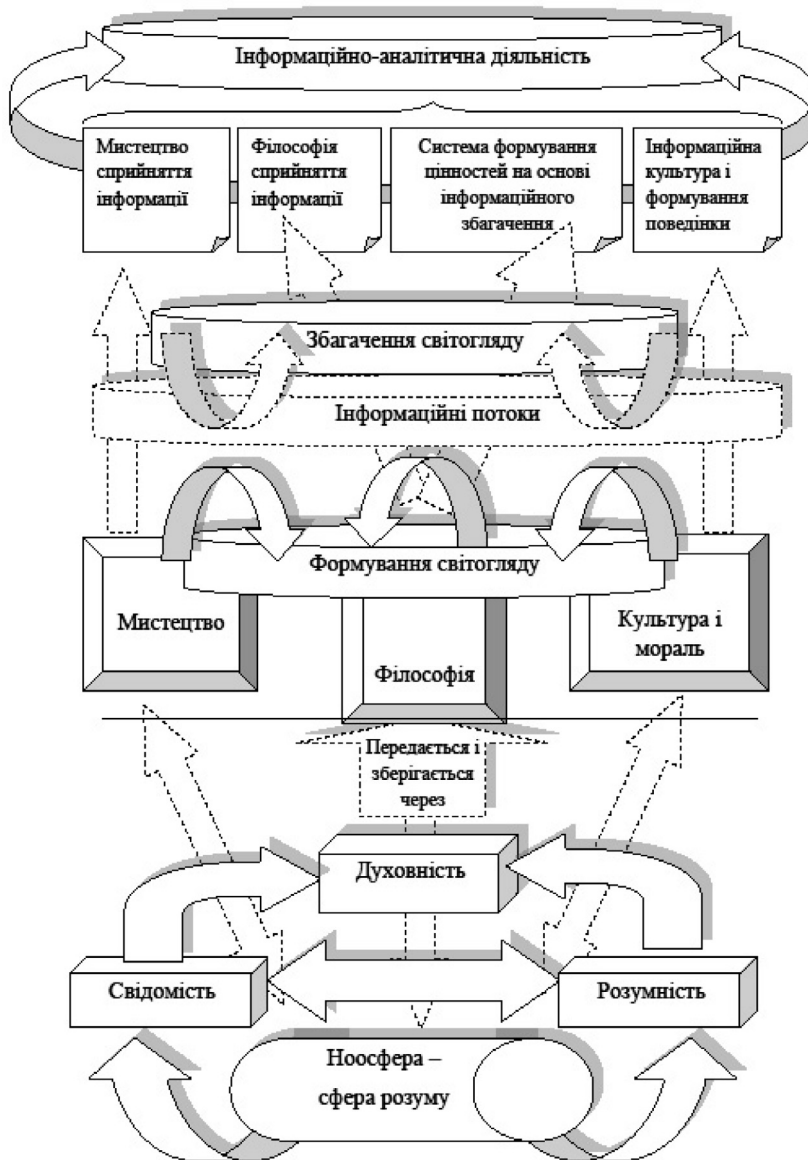 Інформаційно-аналітична діяльність
Мистецтво
сприйняття
інформації
Філософія
сприйняття
інформації
Система формування
цінностей на основі
інформаційного
збагачення
Інформаційна
культура і
формування
поведінки
Збагачення світогляду
Інформаційні потоки
Формування світогляду
Мистецтво
Філософія
Культура і
мораль
Передається і
зберігається
через
Духовність
Свідомість
Розумність
Ноосфера –
сфера розуму